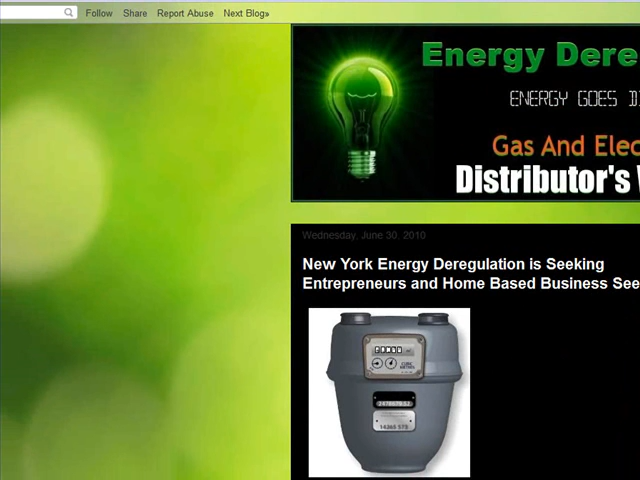 Follow Share Report Abuse Next Blog»
Energy Dere
ENERGY GOES D
Gas And Elec
Distributor's
Wednesday, June 30, 2010
New York Energy Deregulation is Seeking
Entrepreneurs and Home Based Business See